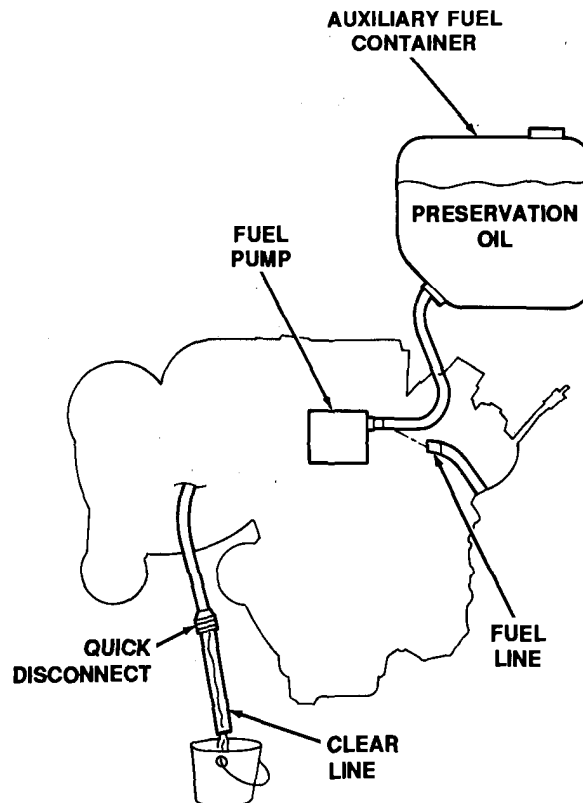 AUXILIARY FUEL
CONTAINER
PRESERVATION
OIL
FUEL
PUMP
FUEL
LINE
QUICK
DISCONNECT
CLEAR
LINE